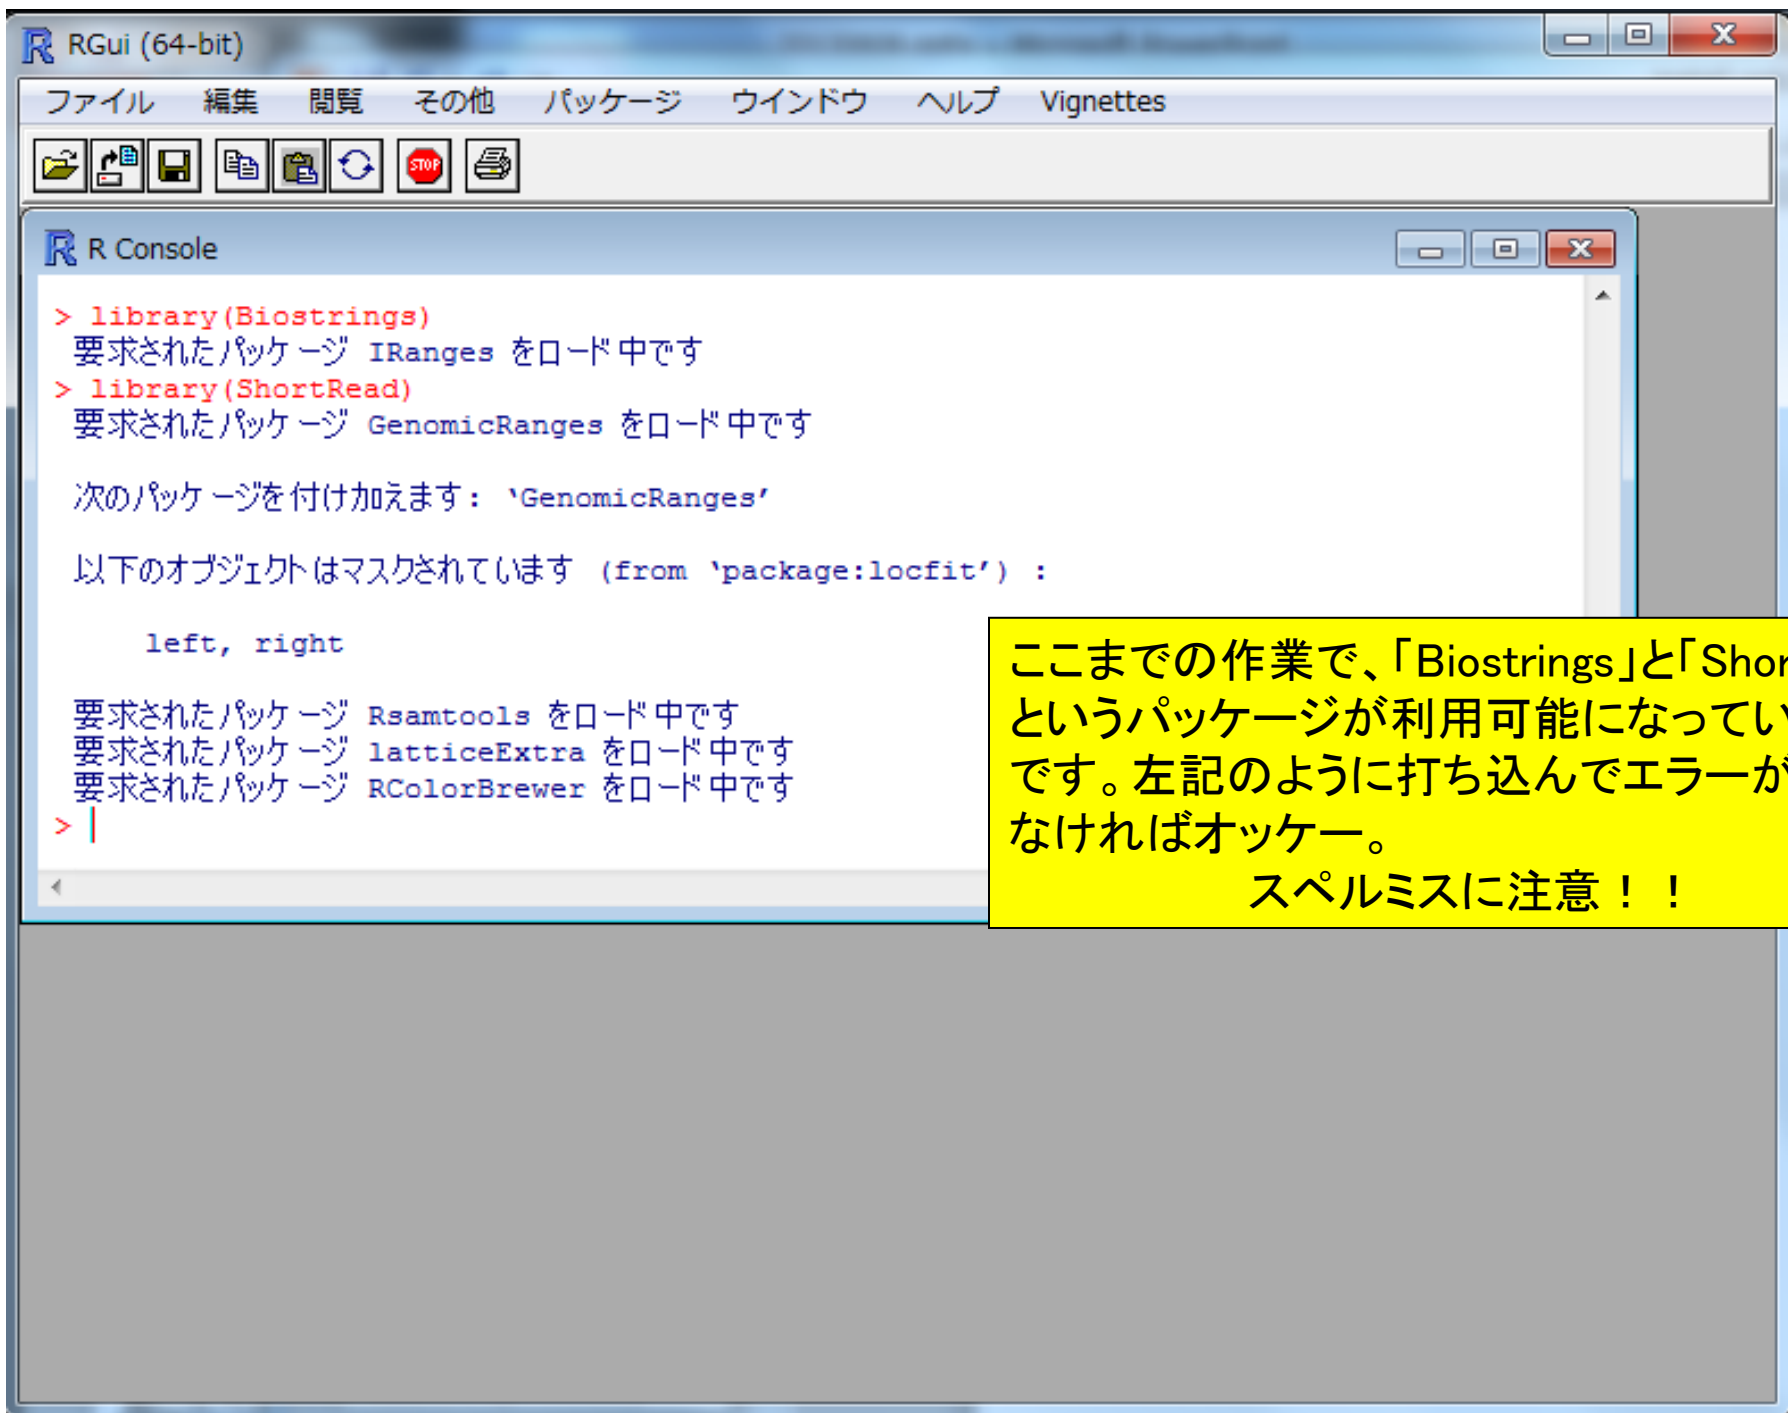 RGui (64-bit)
ファイル 編集 閲覧 その他 パッケージ ウインドウ ヘルプ Vignettes
STOP
R Console
> library(Biostrings)
要求されたパッケージ IRanges をロード中です
> library(ShortRead)
要求されたパッケージ GenomicRanges をロード中です
次のパッケージを付け加えます: ‘GenomicRanges’
以下のオブジェクトはマスクされています (from ‘package:locfit’) :
left, right
要求されたパッケージ Rsamtools をロード中です
要求されたパッケージ latticeExtra をロード中です
要求されたパッケージ RColorBrewer をロード中です
>
ここまでの作業で、「Biostrings」と「Shor
というパッケージが利用可能になってい
です。左記のように打ち込んでエラーが
なければオッケー。
スペルミスに注意！！